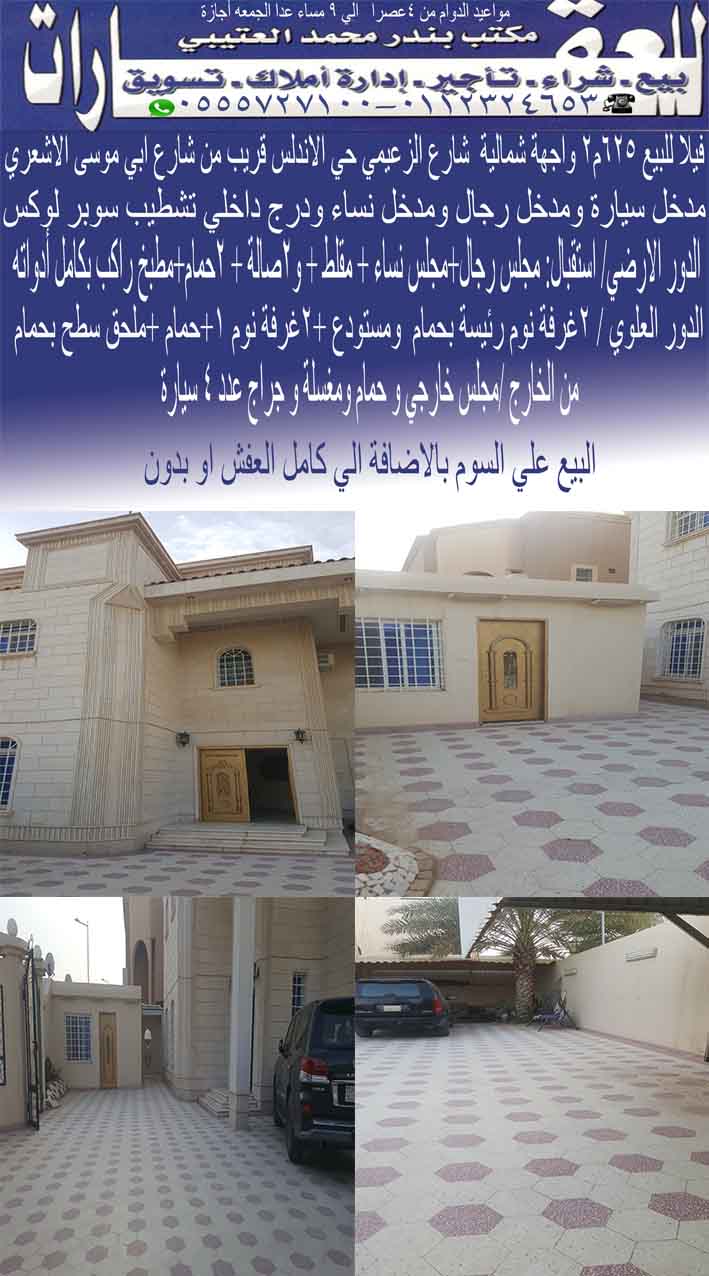 مواعيد الدوام من ٤عصرا الي ٩ مساء عدا الجمعه أجازة
للعقارات
مكتب بندر محمد العتيبي
بيع - شراء - تأجير - إدارة أملاك - تسويق
٠٥٥٥٧٢٧١٠٠-٠١١٢٣٢٤٦٥٣
فيلا للبيع ٦٢٥م٢ واجهة شمالية شارع الزعيمي حي الاندلس قريب من شارع ابي موسى الاشعري
مدخل سيارة ومدخل رجال ومدخل نساء ودرج داخلي تشطيب سوبر لوكس
الدور الارضي/ استقبال: مجلس رجال+مجلس نساء + مقلط + و٢صالة + ٢حمام+مطبخ راكب بكامل أدواته
الدور العلوي / ٢غرفة نوم رئيسة بحمام ومستودع +٢غرفة نوم ١+حمام +ملحق سطح بحمام
من الخارج /مجلس خارجي و حمام ومغسلة و جراج عدد ٤ سيارة
البيع علي السوم بالاضافة الي كامل العفش او بدون